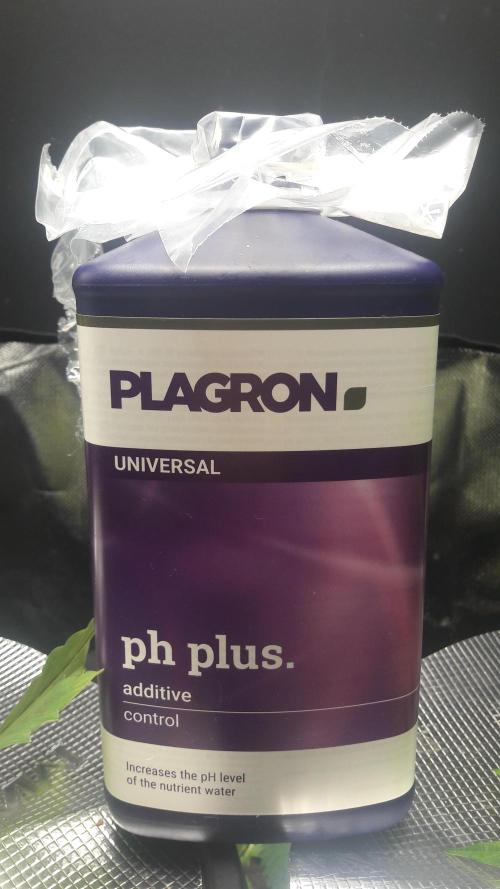 PLAGRON
UNIVERSAL
ph plus.
additive
control
Increases the pH level
of the nutrient water